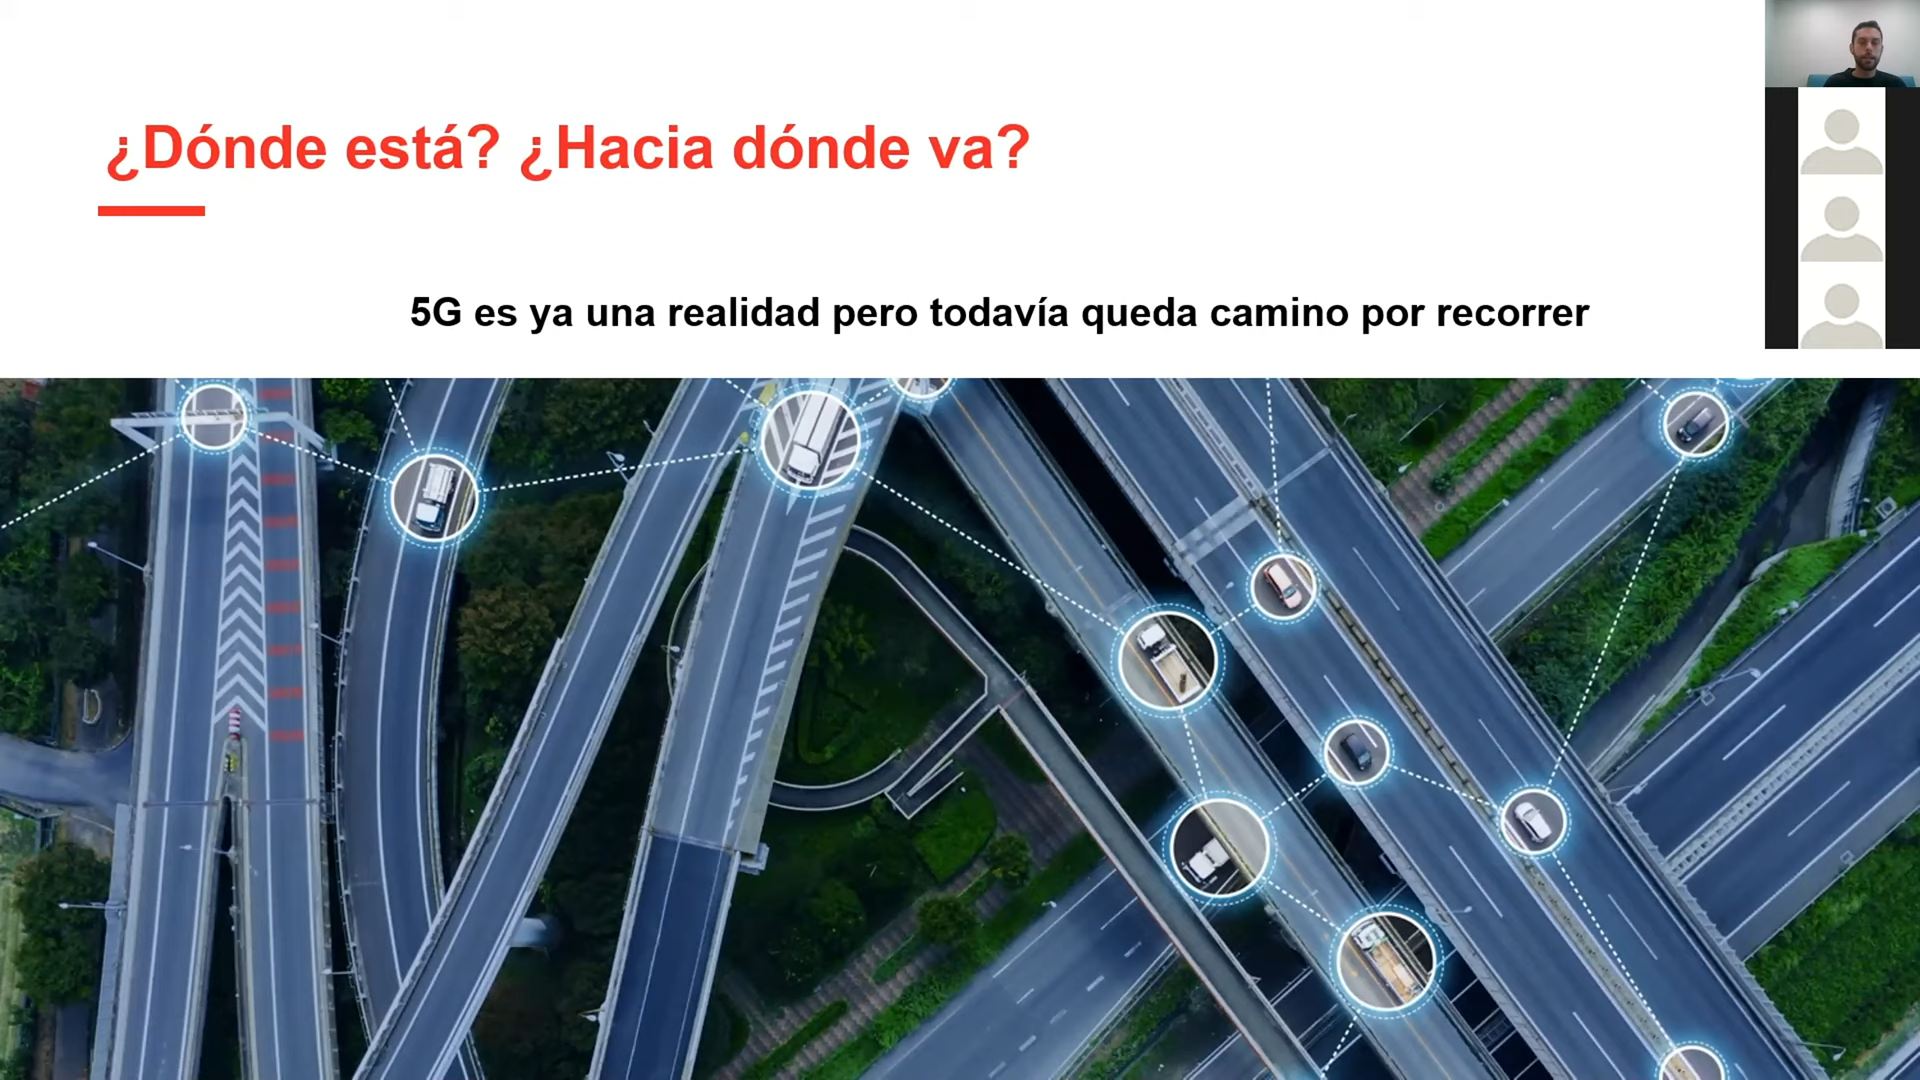 ¿Dónde está? ¿Hacia dónde va?
5G es ya una realidad pero todavía queda camino por recorrer